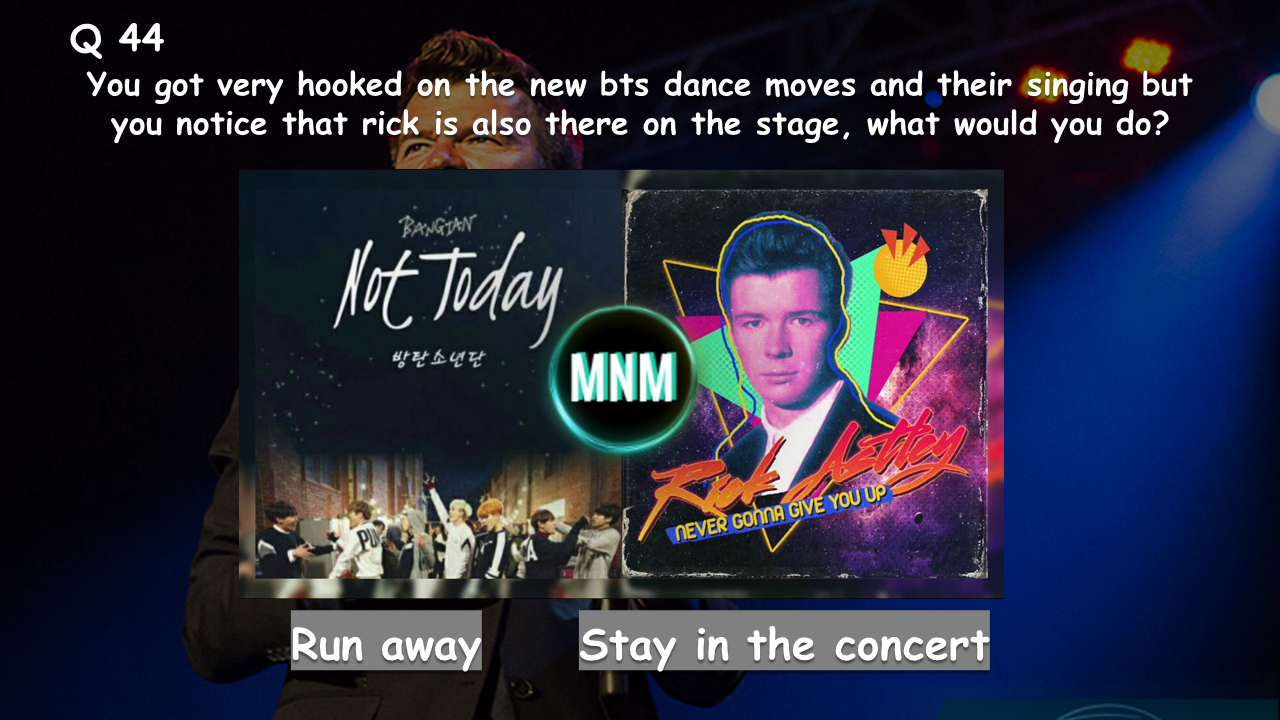 Q 44
You got very hooked on the new bts dance moves and their singing but
you notice that rick is also there on the stage, what would you do?
BANGTAN
Not Today
방탄소년단
MNM
Rick Astley
NEVER GONNA GIVE YOU UP
Run away
Stay in the concert